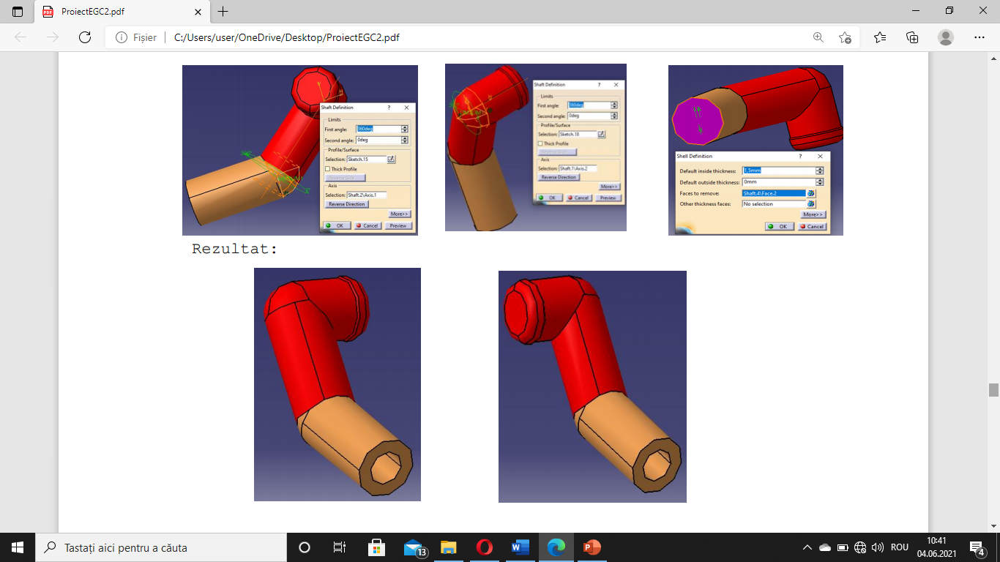 ProiectEGC2.pdf
Fișier
C:/Users/user/OneDrive/Desktop/ProiectEGC2.pdf
Shaft Definition
Limits
First angle: 360deg
Second angle: 0deg
Profile/Surface
Selection: Sketch.15
Thick Profile
Reverse Side
Axis
Selection: Shaft.2\Axis.1
Reverse Direction
More>>
OK Cancel Preview
Shaft Definition
Limits
First angle: 360deg
Second angle: 0deg
Profile/Surface
Selection: Sketch.18
Thick Profile
Axis
Selection: Shaft.1\Axis.2
Reverse Direction
More>>
OK Cancel Preview
Shell Definition
Default inside thickness: 1,5mm
Default outside thickness: 0mm
Faces to remove: Shaft.4\Face.2
Other thickness faces: No selection
More>>
OK Cancel
Rezultat:
Tastați aici pentru a căuta
13
ROU
10:41
04.06.2021
4